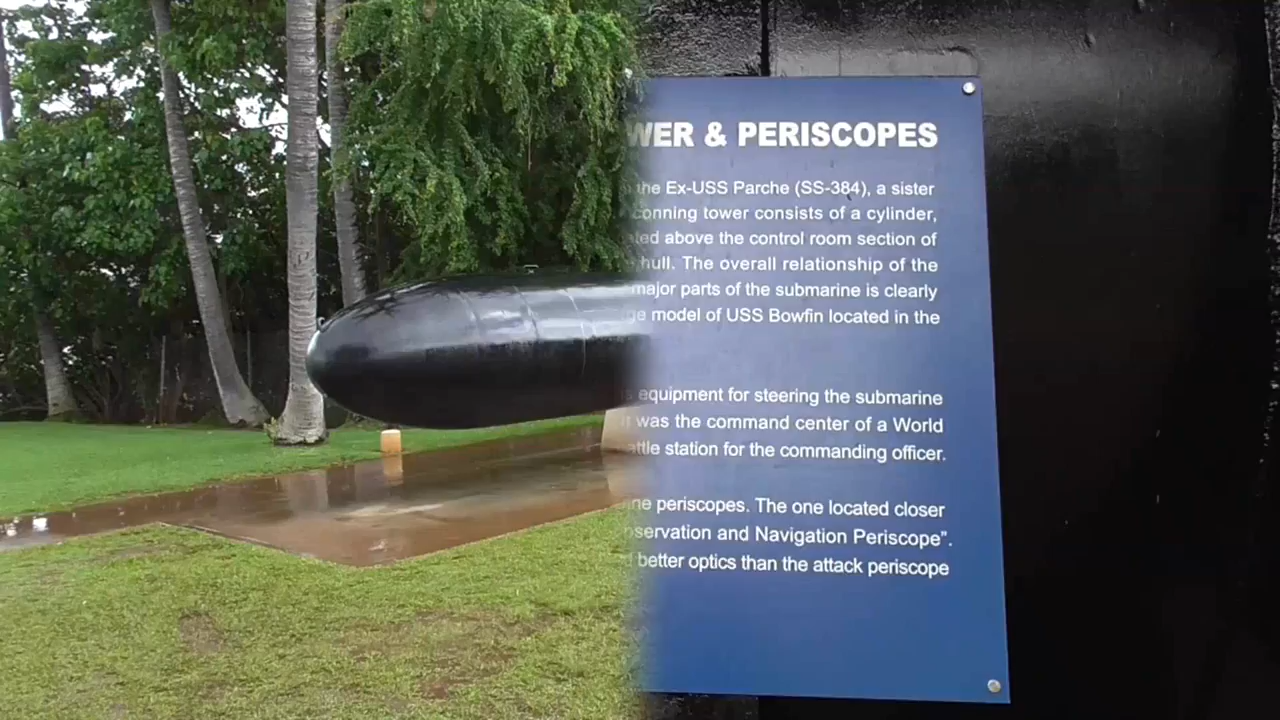 WER & PERISCOPES
the Ex-USS Parche (SS-384), a sister
conning tower consists of a cylinder,
ted above the control room section of
hull. The overall relationship of the
major parts of the submarine is clearly
ge model of USS Bowfin located in the
equipment for steering the submarine
was the command center of a World
attle station for the commanding officer.
ne periscopes. The one located closer
servation and Navigation Periscope”.
better optics than the attack periscope